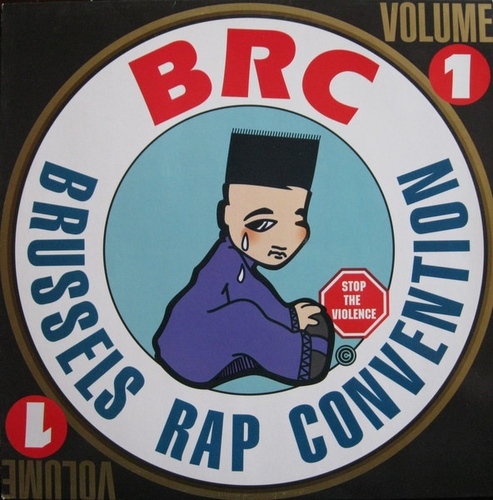 VOLUME
1
BRC
BRUSSELS RAP CONVENTION
STOP
THE
VIOLENCE
©
1
VOLUME